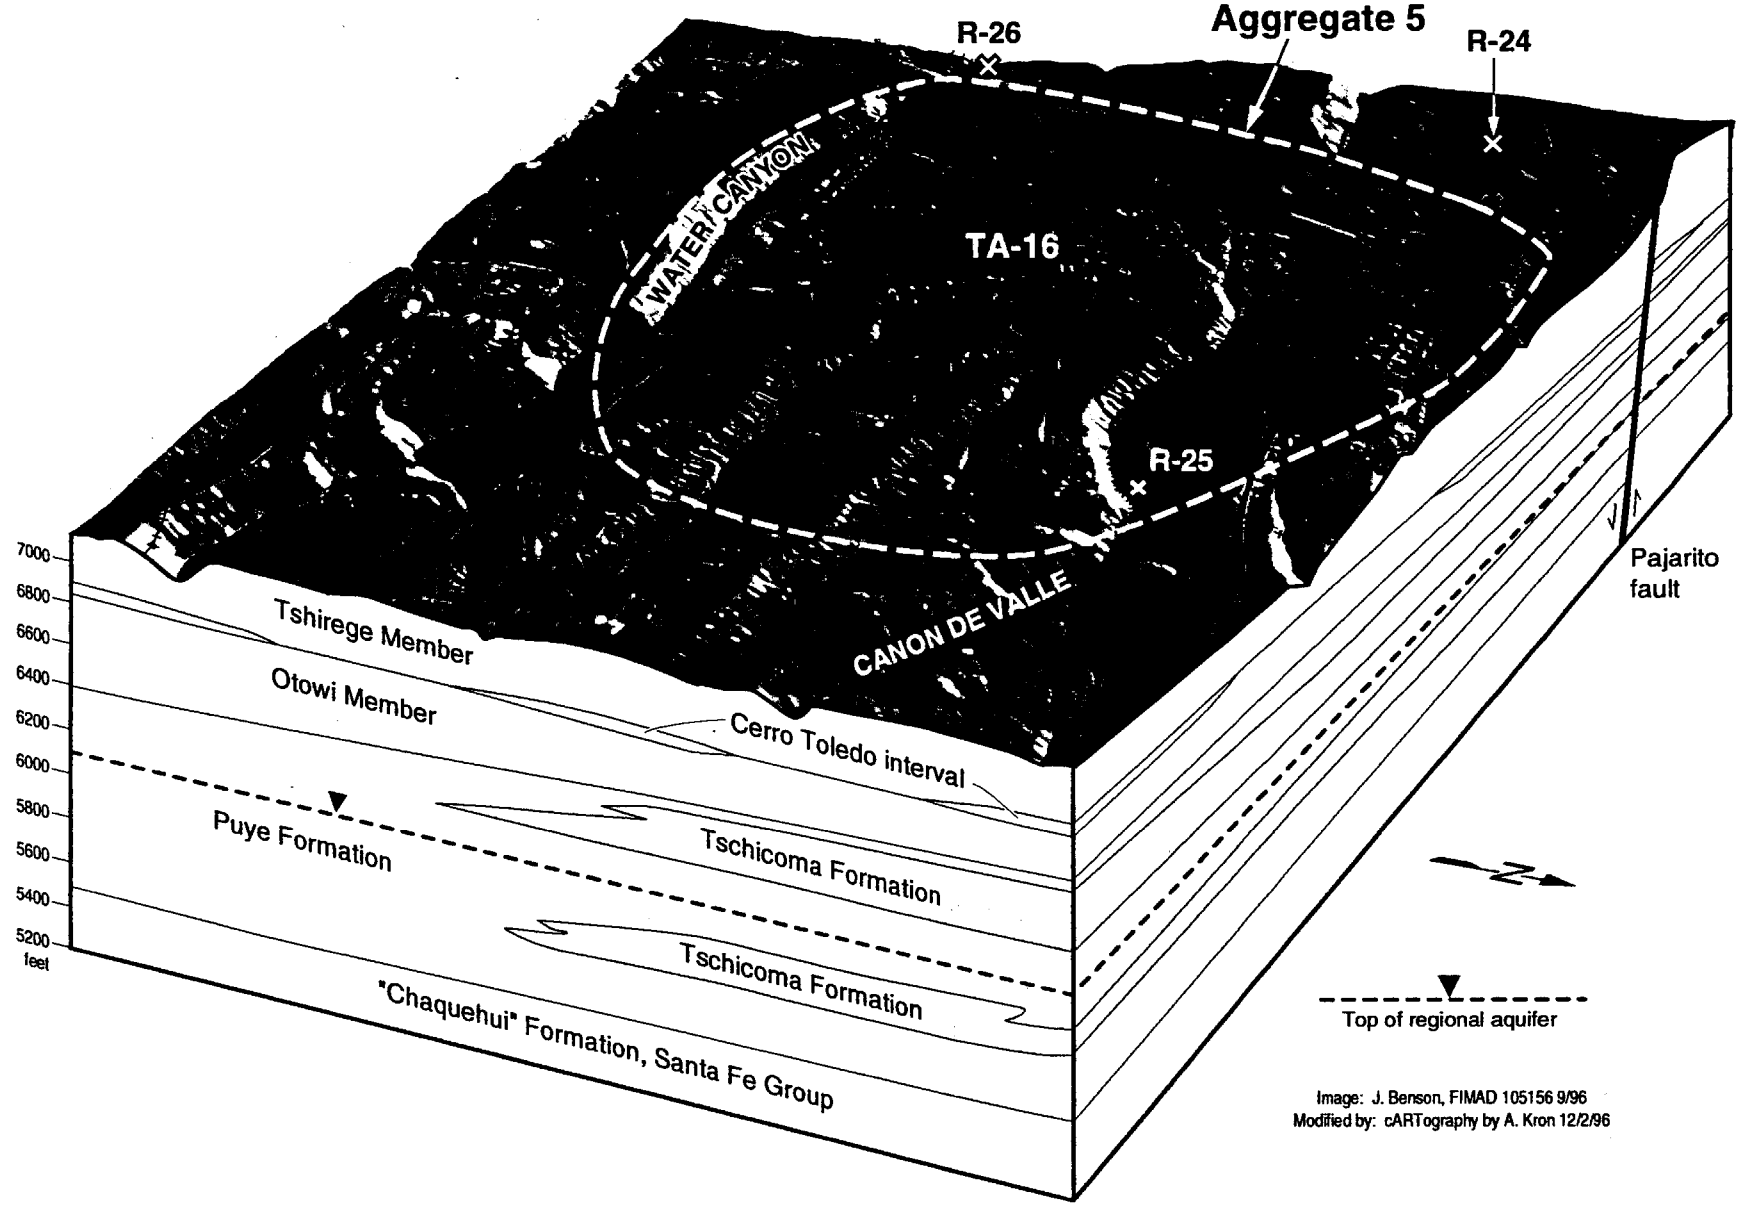 Aggregate 5
R-26
R-24
WATER CANYON
TA-16
R-25
Pajarito
fault
CANON DE VALLE
7000
6800
6600
6400
6200
6000
5800
5600
5400
5200
feet
Tshirege Member
Otowi Member
Cerro Toledo interval
Puye Formation
Tschicoma Formation
Tschicoma Formation
"Chaquehui" Formation, Santa Fe Group
N
Top of regional aquifer
Image: J. Benson, FIMAD 105156 9/96
Modified by: cARTography by A. Kron 12/2/96